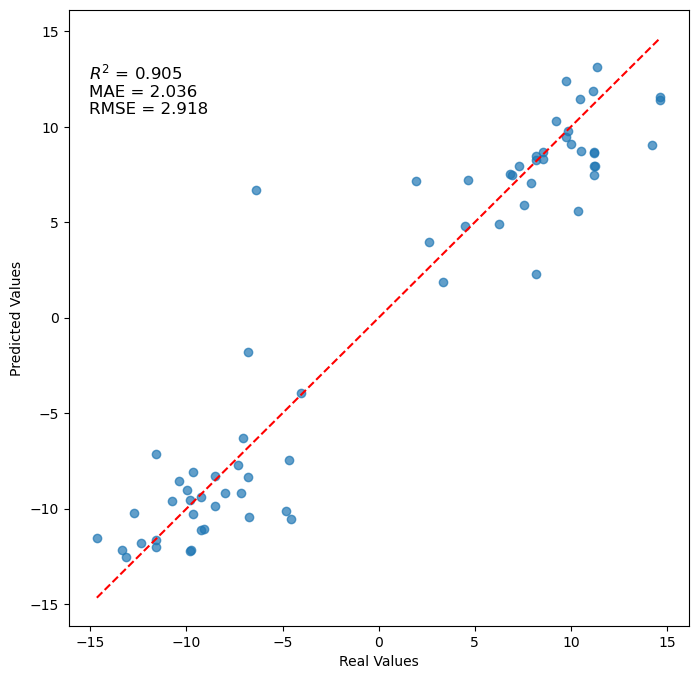 15
10
5
0
−5
−10
−15
R² = 0.905
MAE = 2.036
RMSE = 2.918
Predicted Values
−15 −10 −5 0 5 10 15
Real Values